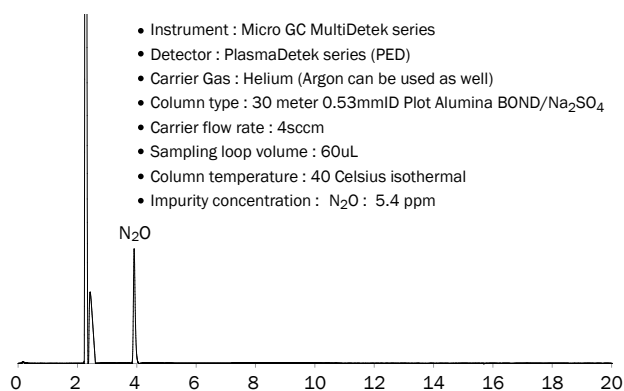 • Instrument : Micro GC MultiDetek series
• Detector : PlasmaDetek series (PED)
• Carrier Gas : Helium (Argon can be used as well)
• Column type : 30 meter 0.53mmID Plot Alumina BOND/Na₂SO₄
• Carrier flow rate : 4sccm
• Sampling loop volume : 60uL
• Column temperature : 40 Celsius isothermal
• Impurity concentration : N₂O : 5.4 ppm
N₂O
0 2 4 6 8 10 12 14 16 18 20